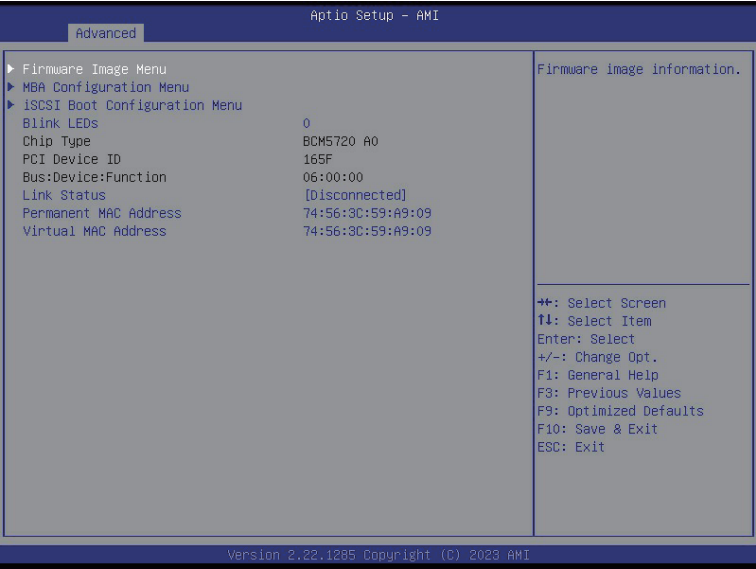 Aptio Setup – AMI
Advanced
Firmware Image Menu
MBA Configuration Menu
iSCSI Boot Configuration Menu
Blink LEDs 0
Chip Type BCM5720 A0
PCI Device ID 165F
Bus:Device:Function 06:00:00
Link Status [Disconnected]
Permanent MAC Address 74:56:3C:59:A9:09
Virtual MAC Address 74:56:3C:59:A9:09
Firmware image information.
→←: Select Screen
↑↓: Select Item
Enter: Select
+/-: Change Opt.
F1: General Help
F3: Previous Values
F9: Optimized Defaults
F10: Save & Exit
ESC: Exit
Version 2.22.1285 Copyright (C) 2023 AMI